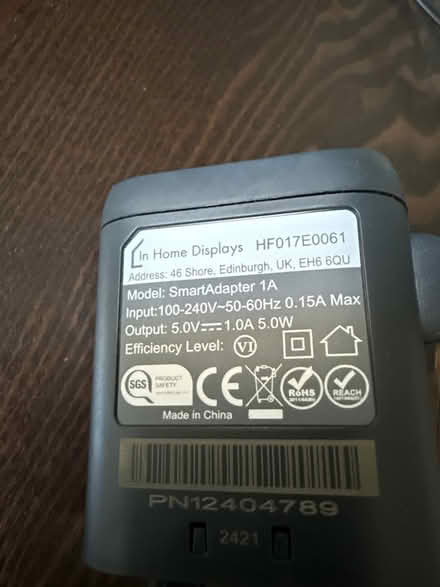 In Home Displays HF017E0061
Address: 46 Shore, Edinburgh, UK, EH6 6QU
Model: SmartAdapter 1A
Input:100-240V~50-60Hz 0.15A Max
Output: 5.0V⎓1.0A 5.0W
Efficiency Level: VI
SGS PRODUCT SAFETY
CE
RoHS
REACH
Made in China
PN12404789
2421